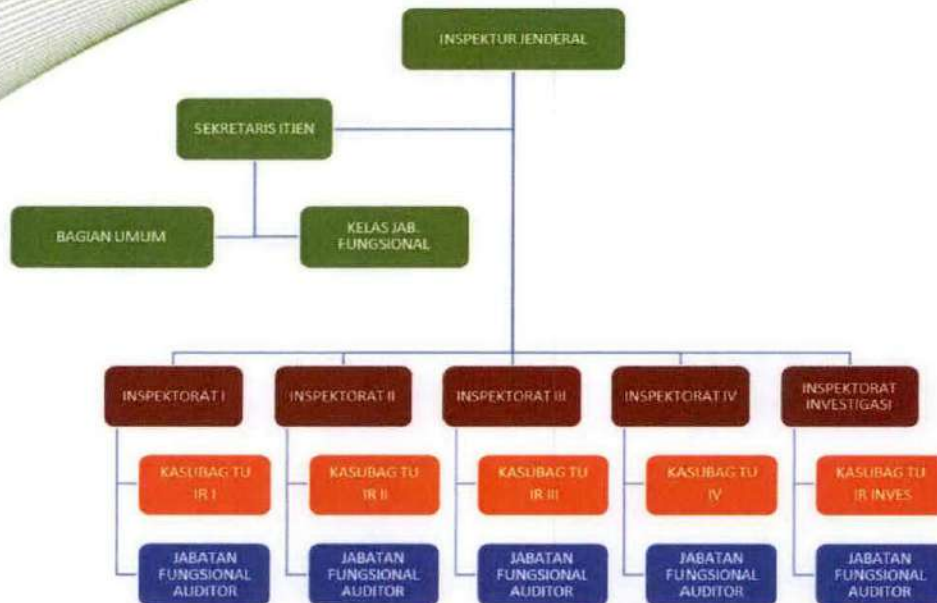 INSPEKTUR JENDERAL
SEKRETARIS ITJEN
BAGIAN UMUM
KELAS JAB.
FUNGSIONAL
INSPEKTORAT I
INSPEKTORAT II
INSPEKTORAT III
INSPEKTORAT IV
INSPEKTORAT
INVESTIGASI
KASUBAG TU
IR I
KASUBAG TU
IR II
KASUBAG TU
IR III
KASUBAG TU
IV
KASUBAG TU
IR INVES
JABATAN
FUNGSIONAL
AUDITOR
JABATAN
FUNGSIONAL
AUDITOR
JABATAN
FUNGSIONAL
AUDITOR
JABATAN
FUNGSIONAL
AUDITOR
JABATAN
FUNGSIONAL
AUDITOR